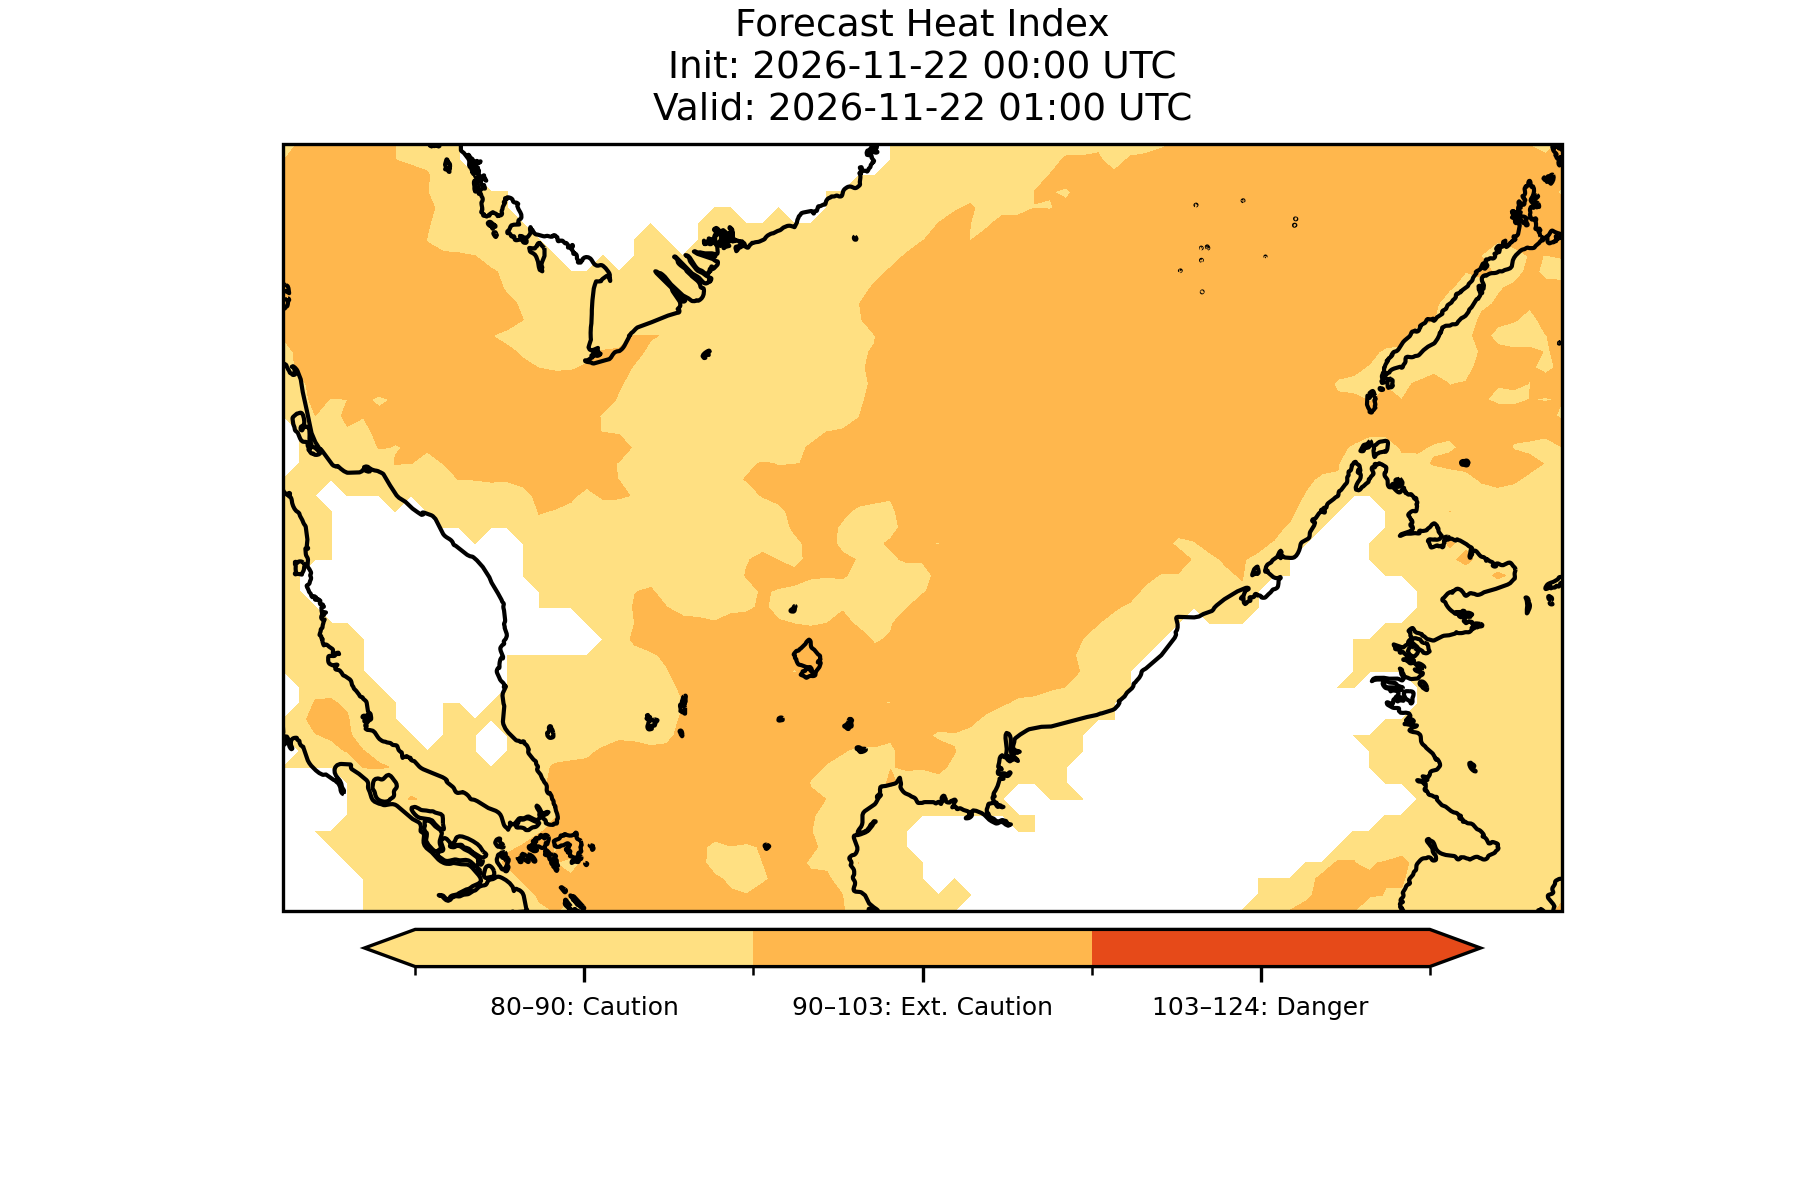 Forecast Heat Index
Init: 2026-11-22 00:00 UTC
Valid: 2026-11-22 01:00 UTC
80–90: Caution
90–103: Ext. Caution
103–124: Danger